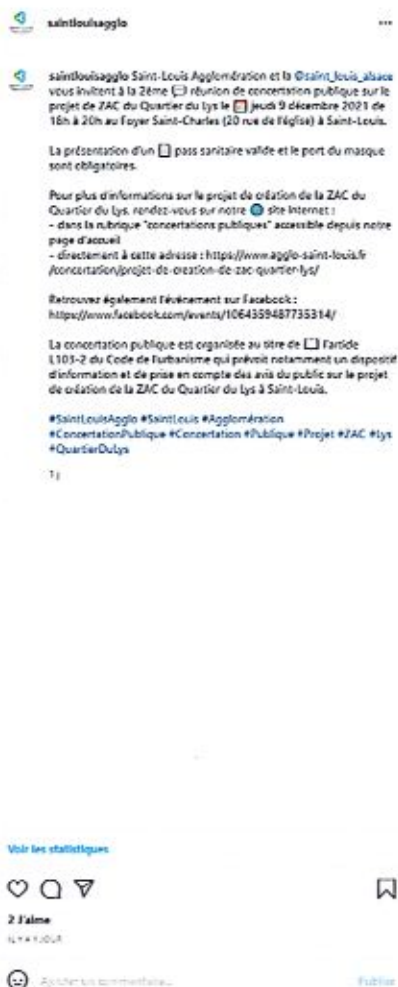 saintlouisagglo
saintlouisagglo Saint-Louis Agglomération et la @saint_louis_alsace
vous invitent à la 2ème réunion de concertation publique sur le
projet de ZAC du Quartier du Lys le jeudi 9 décembre 2021 de
18h à 20h au Foyer Saint-Charles (20 rue de l'église) à Saint-Louis.
La présentation d'un pass sanitaire valide et le port du masque
sont obligatoires.
Pour plus d'informations sur le projet de création de la ZAC du
Quartier du Lys, rendez-vous sur notre site Internet :
- dans la rubrique "concertations publiques" accessible depuis notre
page d'accueil
- directement à cette adresse : https://www.agglo-saint-louis.fr
/concertation/projet-de-creation-de-zac-quartier-lys/
Retrouvez également l'événement sur Facebook :
https://www.facebook.com/events/1064359487735314/
La concertation publique est organisée au titre de l'article
L103-2 du Code de l'urbanisme qui prévoit notamment un dispositif
d'information et de prise en compte des avis du public sur le projet
de création de la ZAC du Quartier du Lys à Saint-Louis.
#SaintLouisAgglo #SaintLouis #Agglomération
#ConcertationPublique #Concertation #Publique #Projet #ZAC #Lys
#QuartierDuLys
1 j
Voir les statistiques
2 J'aime
IL Y A 1 JOUR
Ajouter un commentaire...
Publier